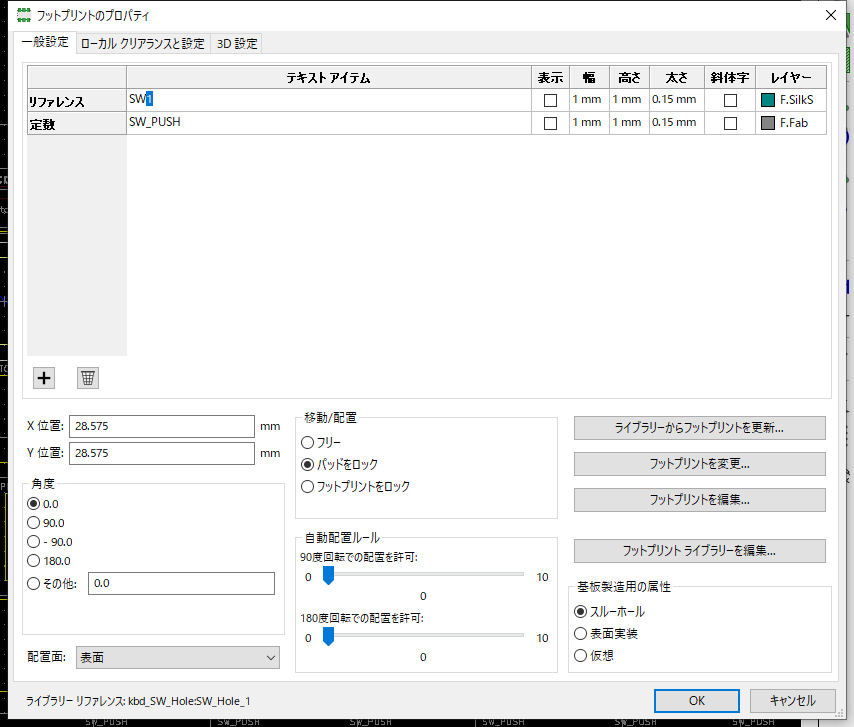 フットプリントのプロパティ
一般設定 ローカル クリアランスと設定 3D 設定
テキスト アイテム 表示 幅 高さ 太さ 斜体字 レイヤー
リファレンス SW1 1 mm 1 mm 0.15 mm F.SilkS
定数 SW_PUSH 1 mm 1 mm 0.15 mm F.Fab
X 位置: 28.575 mm
Y 位置: 28.575 mm
角度
0.0
90.0
- 90.0
180.0
その他: 0.0
配置面: 表面
移動/配置
フリー
パッドをロック
フットプリントをロック
自動配置ルール
90度回転での配置を許可:
0 10
0
180度回転での配置を許可:
0 10
0
ライブラリーからフットプリントを更新...
フットプリントを変更...
フットプリントを編集...
フットプリント ライブラリーを編集...
基板製造用の属性
スルーホール
表面実装
仮想
ライブラリー リファレンス: kbd_SW_Hole:SW_Hole_1
OK キャンセル
SW_PUSH SW_PUSH SW_PUSH SW_PUSH SW_PUSH SW_PUSH